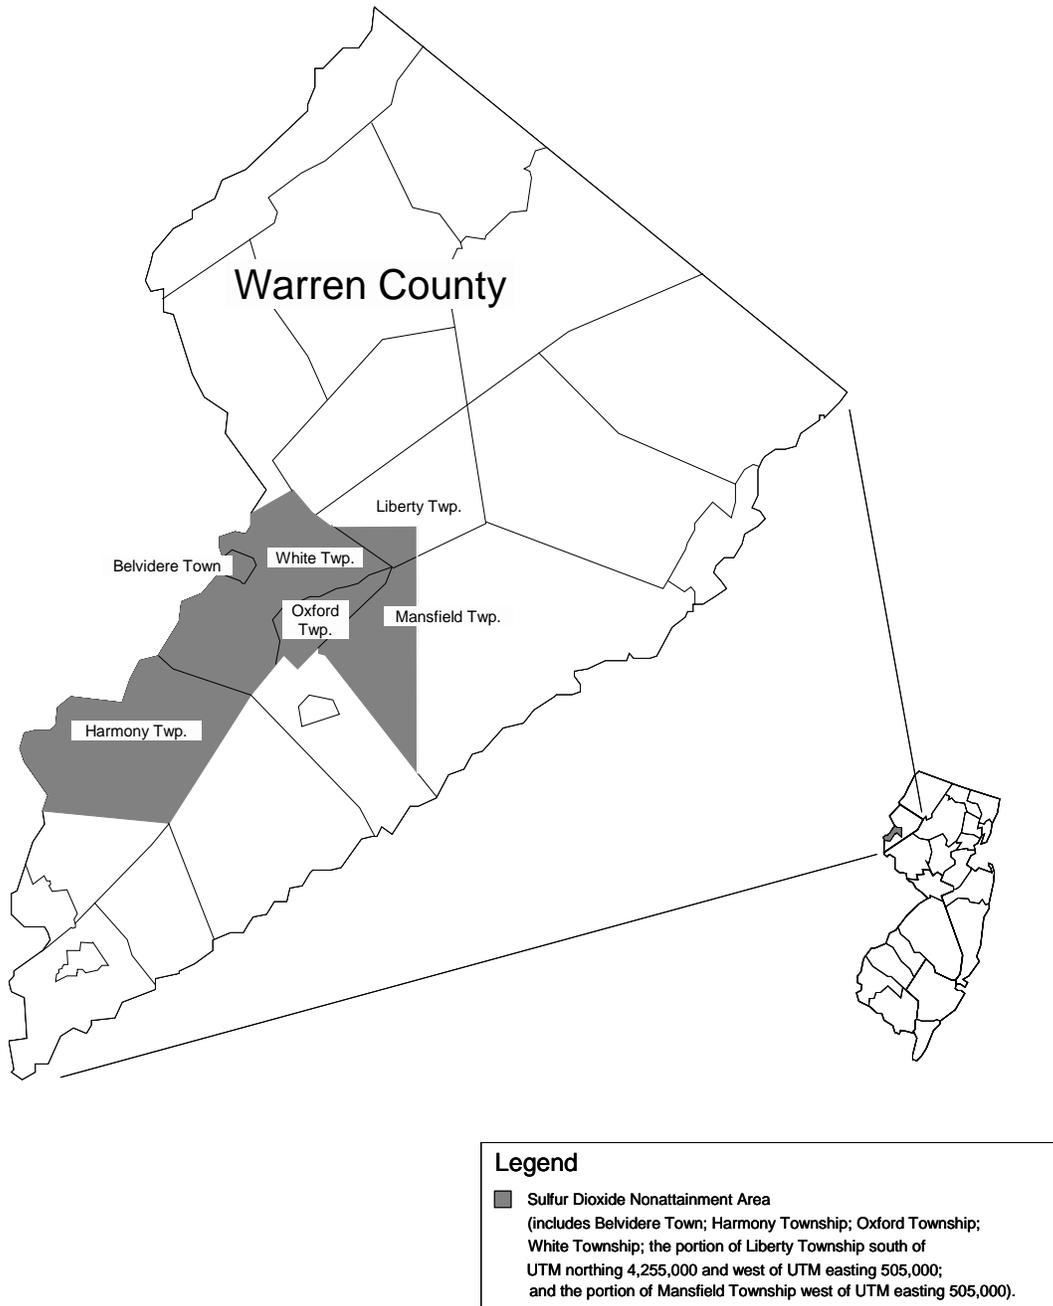 Warren County
Liberty Twp.
White Twp.
Belvidere Town
Oxford
Twp.
Mansfield Twp.
Harmony Twp.
Legend
Sulfur Dioxide Nonattainment Area
(includes Belvidere Town; Harmony Township; Oxford Township;
White Township; the portion of Liberty Township south of
UTM northing 4,255,000 and west of UTM easting 505,000;
and the portion of Mansfield Township west of UTM easting 505,000).